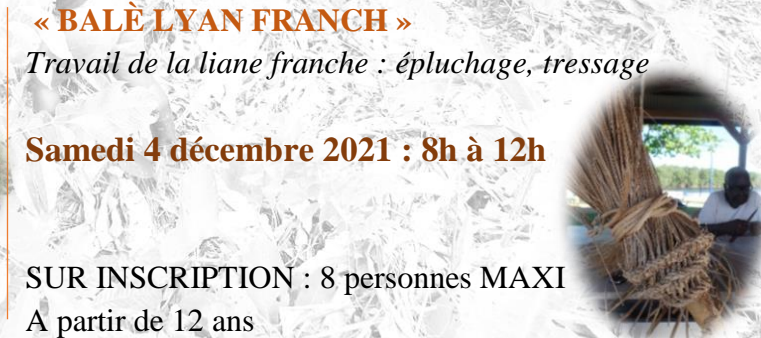 « BALÈ LYAN FRANCH »
Travail de la liane franche : épluchage, tressage
Samedi 4 décembre 2021 : 8h à 12h
SUR INSCRIPTION : 8 personnes MAXI
A partir de 12 ans